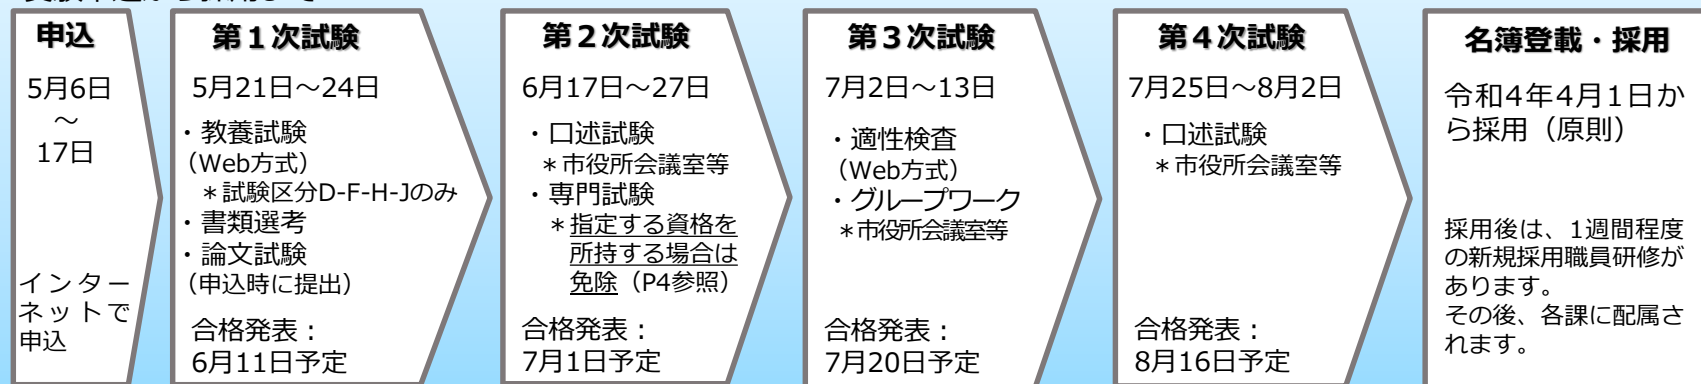 申込
5月6日
～
17日
インター
ネットで
申込
第１次試験
5月21日～24日
・教養試験
（Web方式）
＊試験区分D-F-H-Jのみ
・書類選考
・論文試験
（申込時に提出）
合格発表：
6月11日予定
第２次試験
6月17日～27日
・口述試験
＊市役所会議室等
・専門試験
＊指定する資格を
所持する場合は
免除（P4参照）
合格発表：
7月1日予定
第３次試験
7月2日～13日
・適性検査
（Web方式）
・グループワーク
＊市役所会議室等
合格発表：
7月20日予定
第４次試験
7月25日～8月2日
・口述試験
＊市役所会議室等
合格発表：
8月16日予定
名簿登載・採用
令和4年4月1日か
ら採用（原則）
採用後は、1週間程度
の新規採用職員研修が
あります。
その後、各課に配属さ
れます。